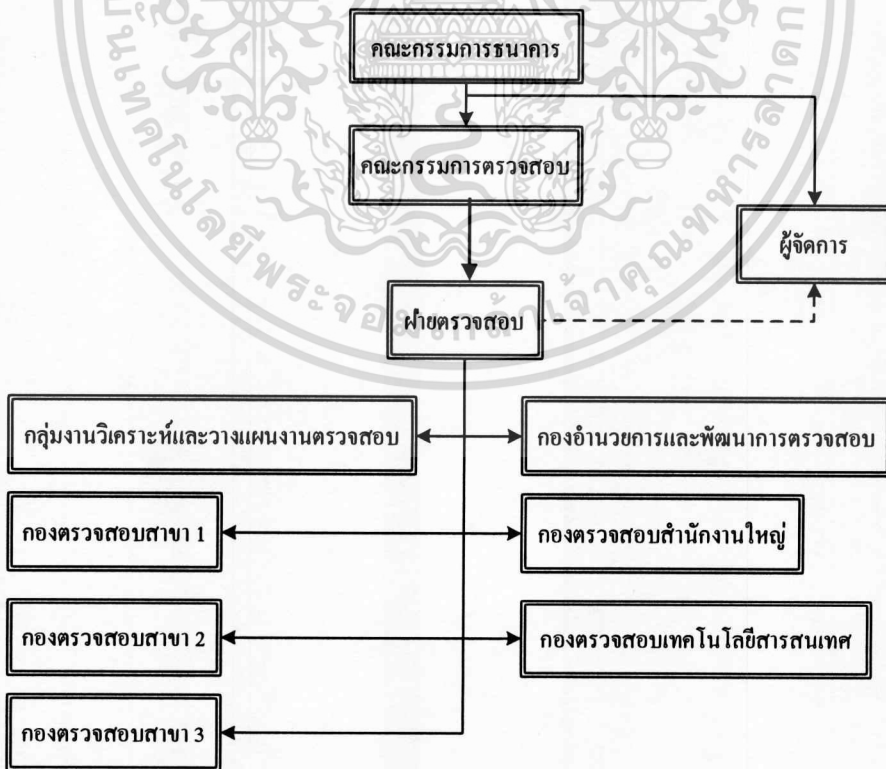 คณะกรรมการธนาคาร
คณะกรรมการตรวจสอบ
ผู้จัดการ
ฝ่ายตรวจสอบ
กลุ่มงานวิเคราะห์และวางแผนงานตรวจสอบ
กองอำนวยการและพัฒนาการตรวจสอบ
กองตรวจสอบสาขา 1
กองตรวจสอบสำนักงานใหญ่
กองตรวจสอบสาขา 2
กองตรวจสอบเทคโนโลยีสารสนเทศ
กองตรวจสอบสาขา 3